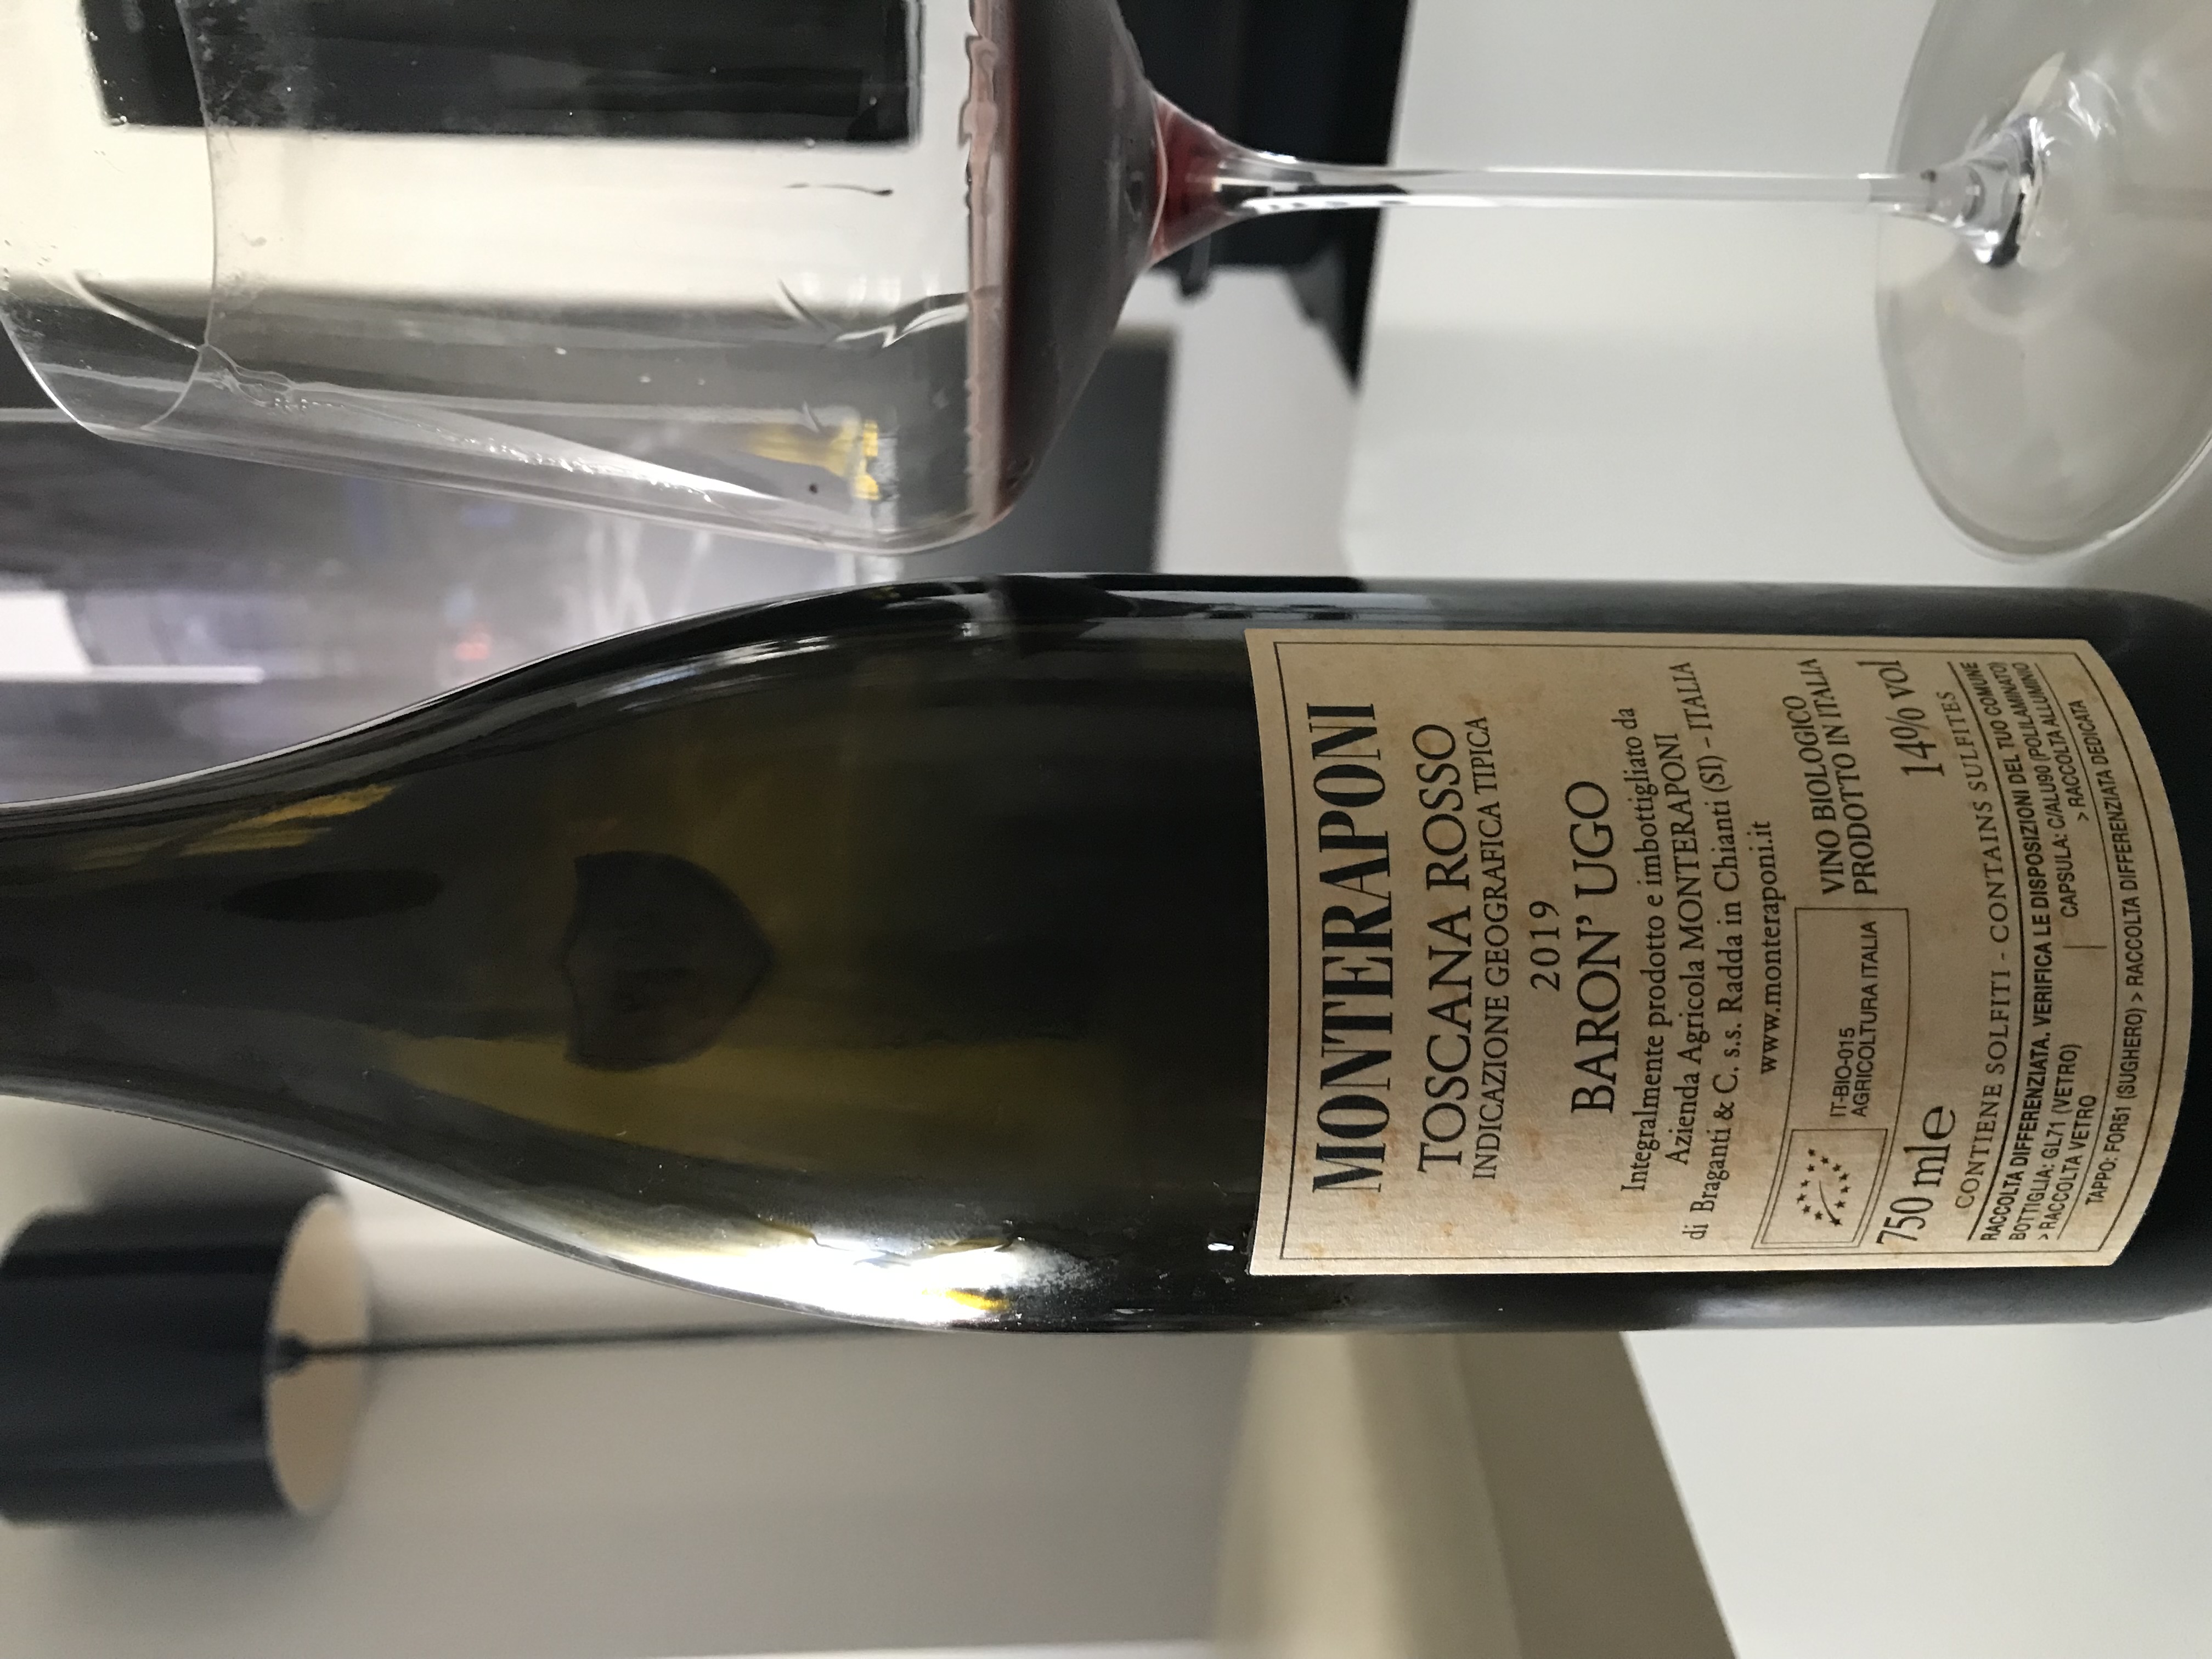 MONTERAPONI
TOSCANA ROSSO
INDICAZIONE GEOGRAFICA TIPICA
2019
BARON' UGO
Integralmente prodotto e imbottigliato da
Azienda Agricola MONTERAPONI
di Braganti & C. s.s. Radda in Chianti (SI) - ITALIA
www.monteraponi.it
IT-BIO-015
AGRICOLTURA ITALIA
VINO BIOLOGICO
PRODOTTO IN ITALIA
750 mle
14% vol
CONTIENE SOLFITI - CONTAINS SULFITES
RACCOLTA DIFFERENZIATA. VERIFICA LE DISPOSIZIONI DEL TUO COMUNE
BOTTIGLIA: GL71 (VETRO)
> RACCOLTA VETRO
CAPSULA: C/ALU90 (POLILAMINATO)
> RACCOLTA ALLUMINIO
TAPPO: FOR51 (SUGHERO) > RACCOLTA DIFFERENZIATA DEDICATA